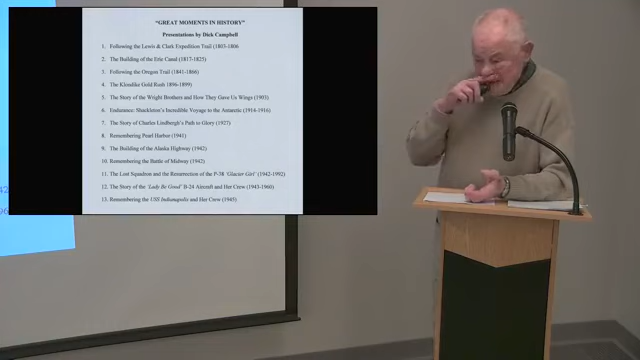 "GREAT MOMENTS IN HISTORY"
Presentations by Dick Campbell
1. Following the Lewis & Clark Expedition Trail (1803-1806
2. The Building of the Erie Canal (1817-1825)
3. Following the Oregon Trail (1841-1866)
4. The Klondike Gold Rush 1896-1899)
5. The Story of the Wright Brothers and How They Gave Us Wings (1903)
6. Endurance: Shackleton's Incredible Voyage to the Antarctic (1914-1916)
7. The Story of Charles Lindbergh's Path to Glory (1927)
8. Remembering Pearl Harbor (1941)
9. The Building of the Alaska Highway (1942)
10. Remembering the Battle of Midway (1942)
11. The Lost Squadron and the Resurrection of the P-38 'Glacier Girl' (1942-1992)
12. The Story of the 'Lady Be Good' B-24 Aircraft and Her Crew (1943-1960)
13. Remembering the USS Indianapolis and Her Crew (1945)